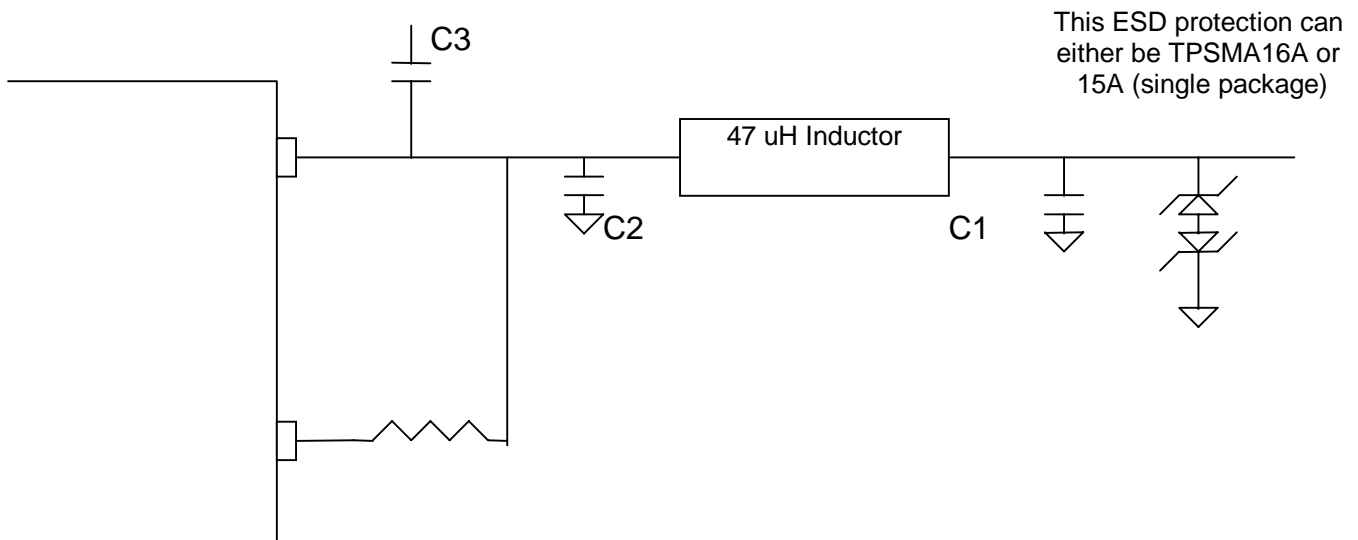 This ESD protection can
either be TPSMA16A or
15A (single package)
C3
47 uH Inductor
C2
C1